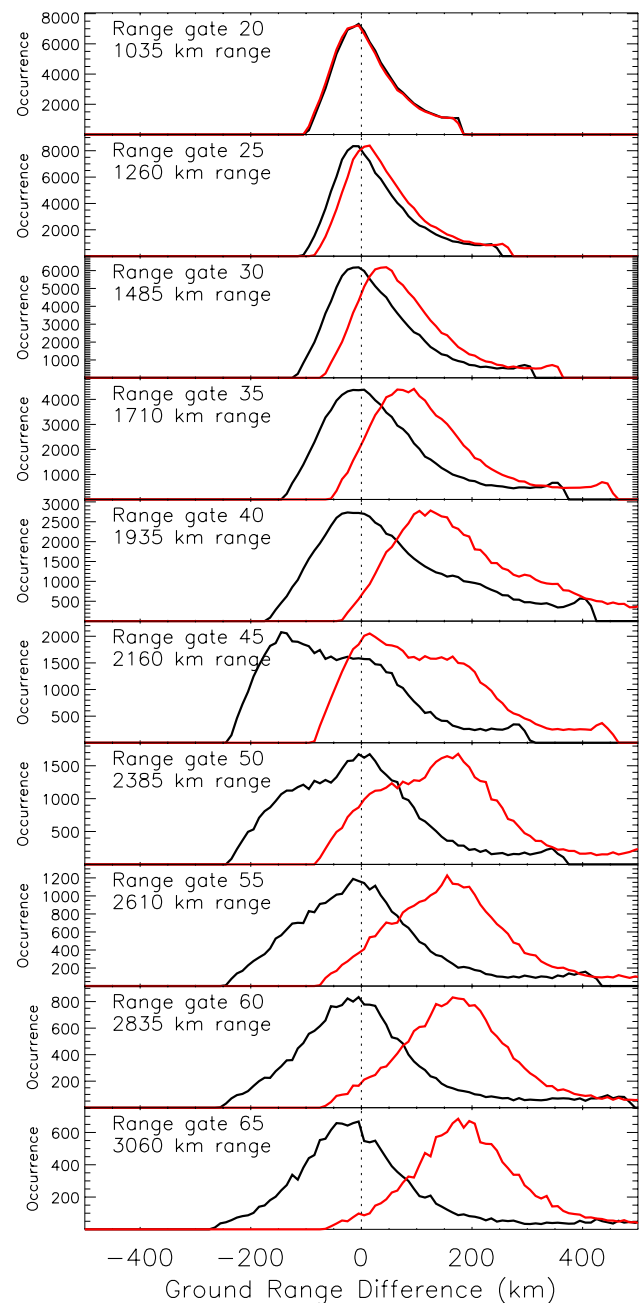 Occurrence
8000
6000
4000
2000
Range gate 20
1035 km range
Occurrence
8000
6000
4000
2000
Range gate 25
1260 km range
Occurrence
6000
5000
4000
3000
2000
1000
Range gate 30
1485 km range
Occurrence
4000
3000
2000
1000
Range gate 35
1710 km range
Occurrence
3000
2500
2000
1500
1000
500
Range gate 40
1935 km range
Occurrence
2000
1500
1000
500
Range gate 45
2160 km range
Occurrence
1500
1000
500
Range gate 50
2385 km range
Occurrence
1200
1000
800
600
400
200
Range gate 55
2610 km range
Occurrence
800
600
400
200
Range gate 60
2835 km range
Occurrence
600
400
200
Range gate 65
3060 km range
−400 −200 0 200 400
Ground Range Difference (km)